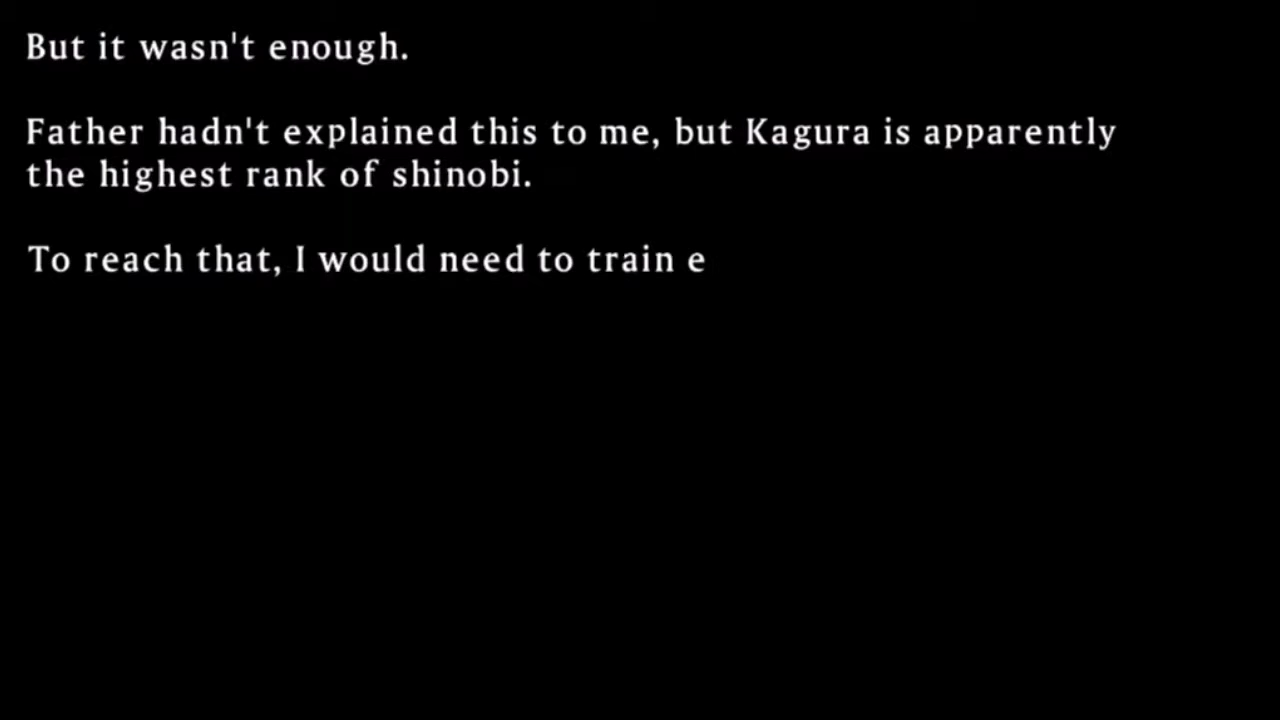 But it wasn't enough.
Father hadn't explained this to me, but Kagura is apparently
the highest rank of shinobi.
To reach that, I would need to train e